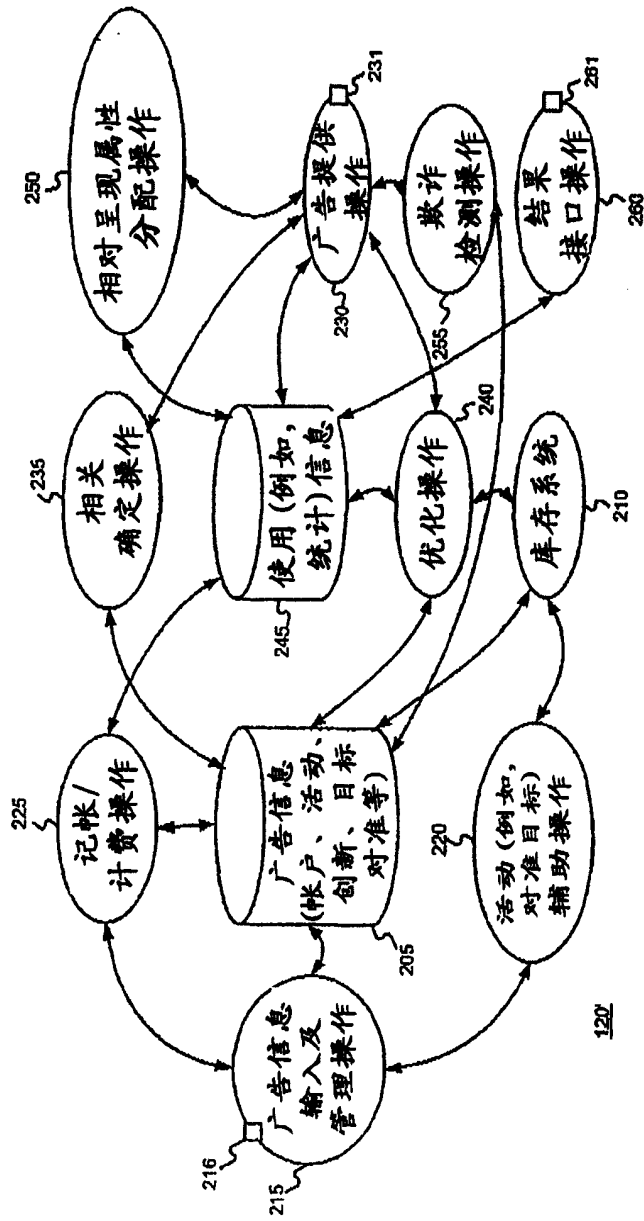 225
记帐/
计费操作
235
相关
确定操作
250
相对呈现属性
分配操作
216
215
广告信息
输入及
管理操作
广告信息
(帐户、活动、
创新、目标
对准等)
205
使用(例如,
统计)信息
245
广告提供
操作
231
230
优化操作
240
欺诈
检测操作
255
220
活动(例如,
对准目标)
辅助操作
库存系统
210
结果
接口操作
261
260
120'